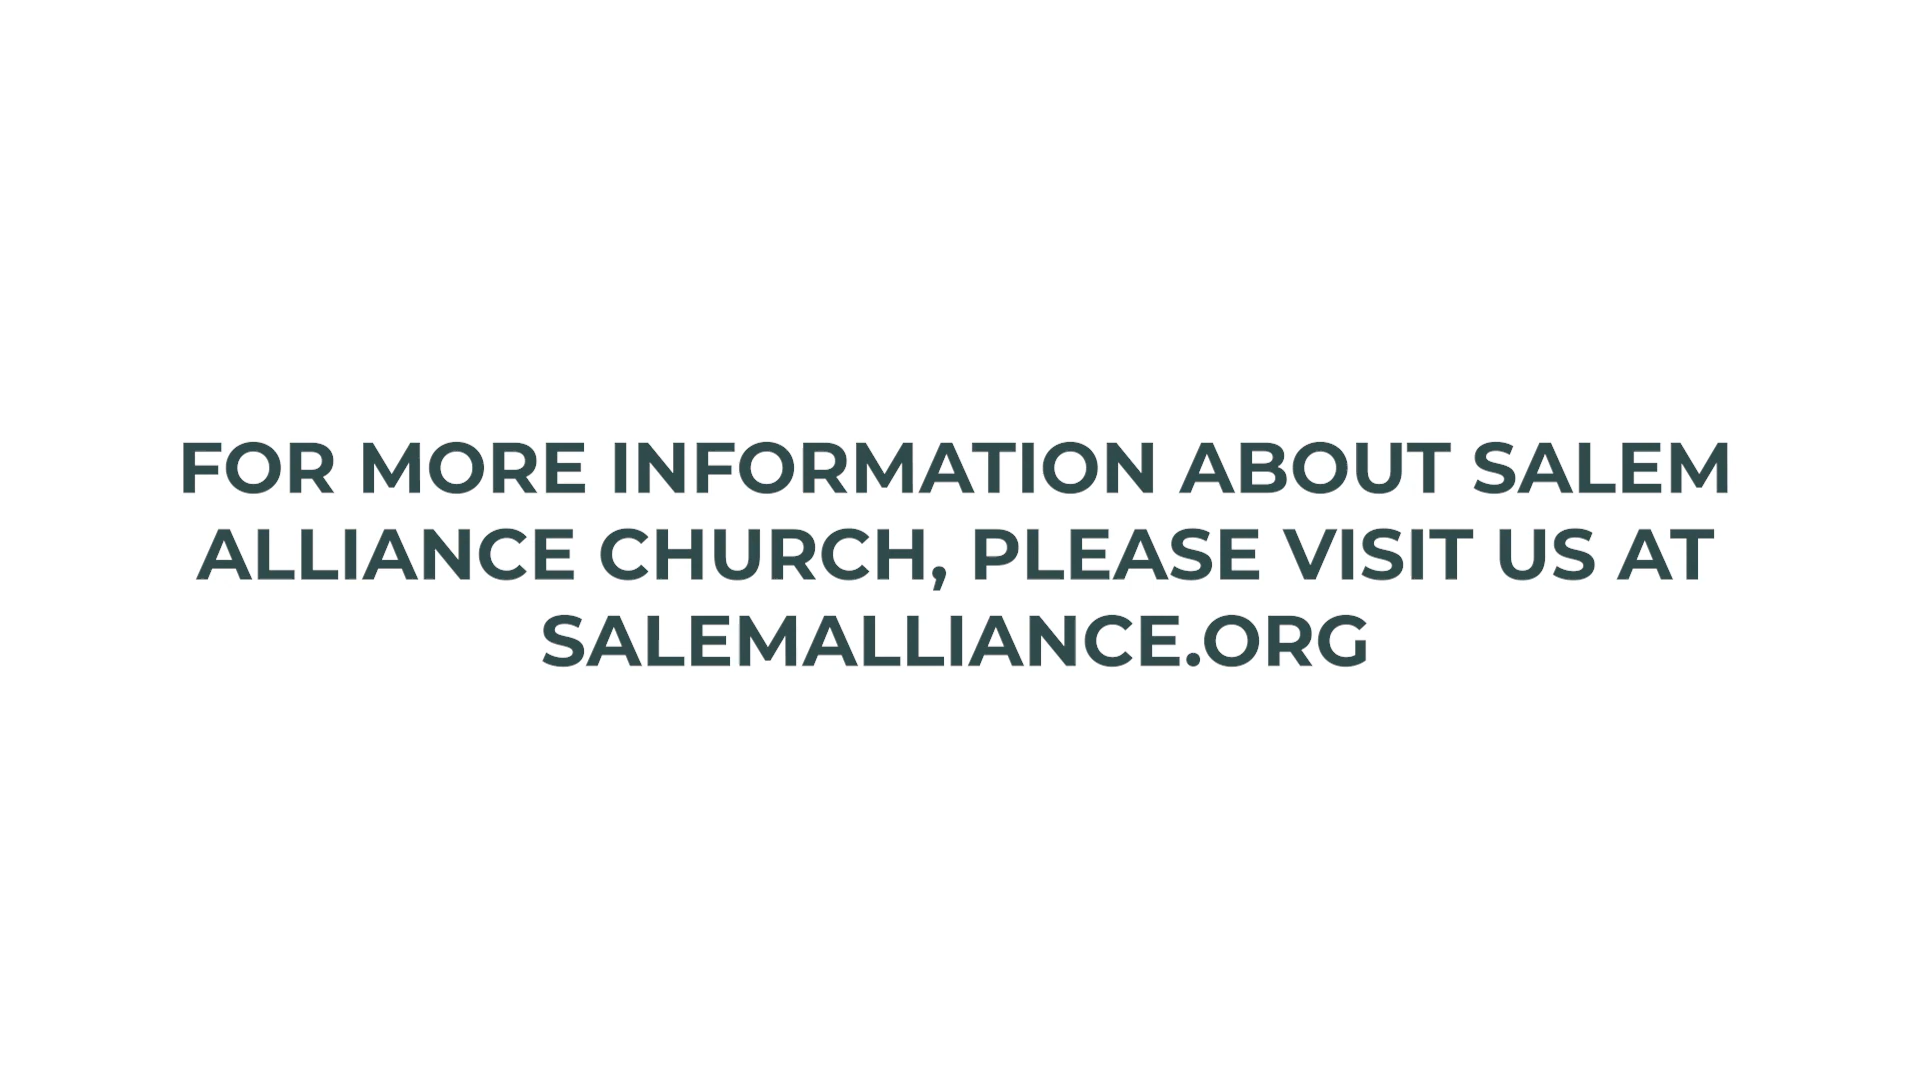 FOR MORE INFORMATION ABOUT SALEM
ALLIANCE CHURCH, PLEASE VISIT US AT
SALEMALLIANCE.ORG